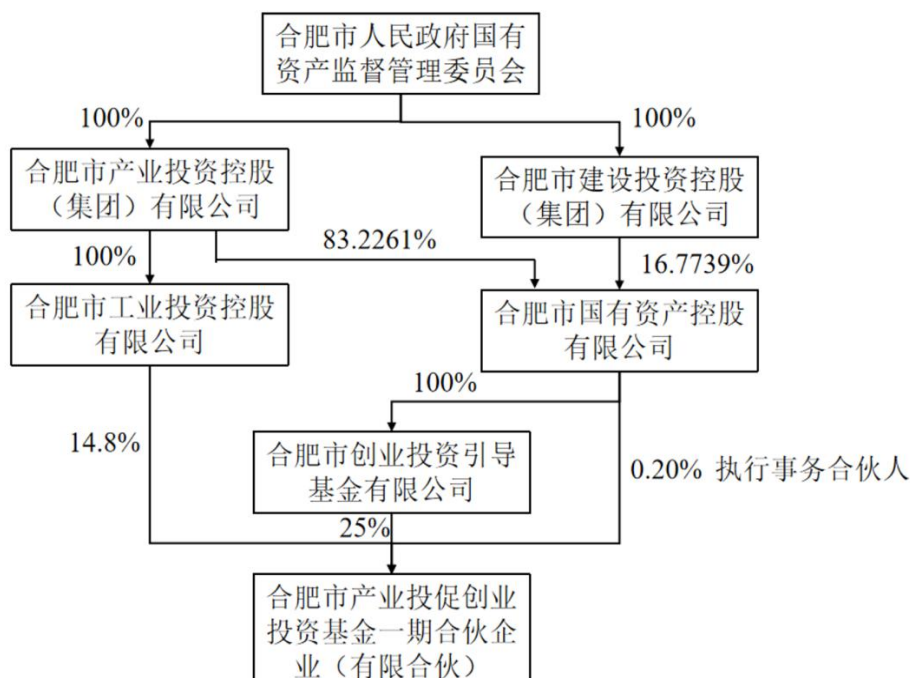 合肥市人民政府国有
资产监督管理委员会
100%
100%
合肥市产业投资控股
（集团）有限公司
合肥市建设投资控股
（集团）有限公司
83.2261%
100%
16.7739%
合肥市工业投资控股
有限公司
合肥市国有资产控股
有限公司
100%
14.8%
合肥市创业投资引导
基金有限公司
0.20% 执行事务合伙人
25%
合肥市产业投促创业
投资基金一期合伙企
业（有限合伙）